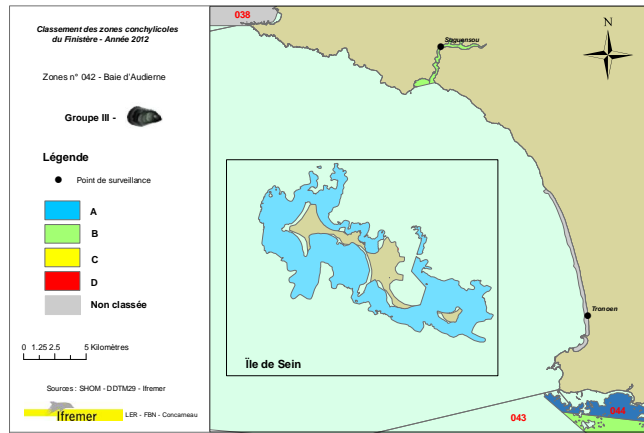 Classement des zones conchylicoles
du Finistère - Année 2012
Zones n° 042 - Baie d'Audierne
Groupe III -
Légende
Point de surveillance
A
B
C
D
Non classée
0 1.25 2.5 5 Kilomètres
Sources : SHOM - DDTM29 - Ifremer
Ifremer
LER - FBN - Concarneau
038
Suguensou
N
Tronoen
Île de Sein
043
044